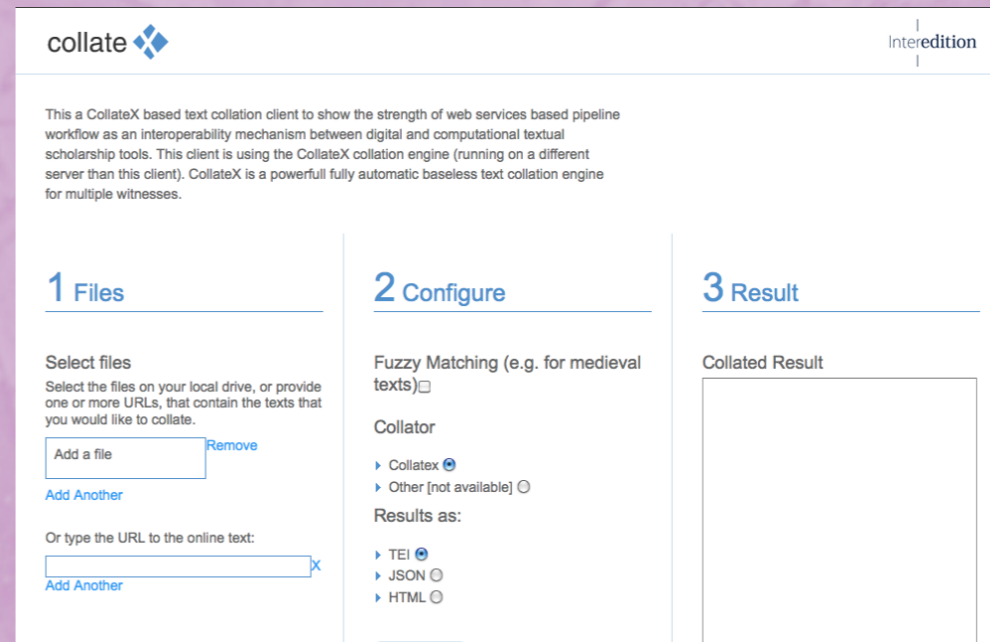 collate
Interedition
This a CollateX based text collation client to show the strength of web services based pipeline
workflow as an interoperability mechanism between digital and computational textual
scholarship tools. This client is using the CollateX collation engine (running on a different
server than this client). CollateX is a powerfull fully automatic baseless text collation engine
for multiple witnesses.
1 Files
Select files
Select the files on your local drive, or provide
one or more URLs, that contain the texts that
you would like to collate.
Add a file
Remove
Add Another
Or type the URL to the online text:
X
Add Another
2 Configure
Fuzzy Matching (e.g. for medieval
texts)
Collator
Collatex
Other [not available]
Results as:
TEI
JSON
HTML
3 Result
Collated Result